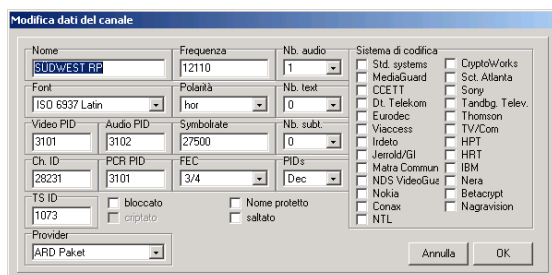 Modifica dati del canale
Nome
SÜDWEST RP
Frequenza
12110
Nb. audio
1
Font
ISO 6937 Latin
Polarità
hor
Nb. text
0
Video PID
3101
Audio PID
3102
Symbolrate
27500
Nb. subt.
0
Ch. ID
28231
PCR PID
3101
FEC
3/4
PIDs
Dec
TS ID
1073
bloccato
criptato
Nome protetto
saltato
Provider
ARD Paket
Sistema di codifica
Std. systems
MediaGuard
CCETT
Dt. Telekom
Eurodec
Viaccess
Irdeto
Jerrold/GI
Matra Commun
NDS VideoGua
Nokia
Conax
NTL
CryptoWorks
Sct. Atlanta
Sony
Tandbg. Telev.
Thomson
TV/Com
HPT
HRT
IBM
Nera
Betacrypt
Nagravision
Annulla
OK